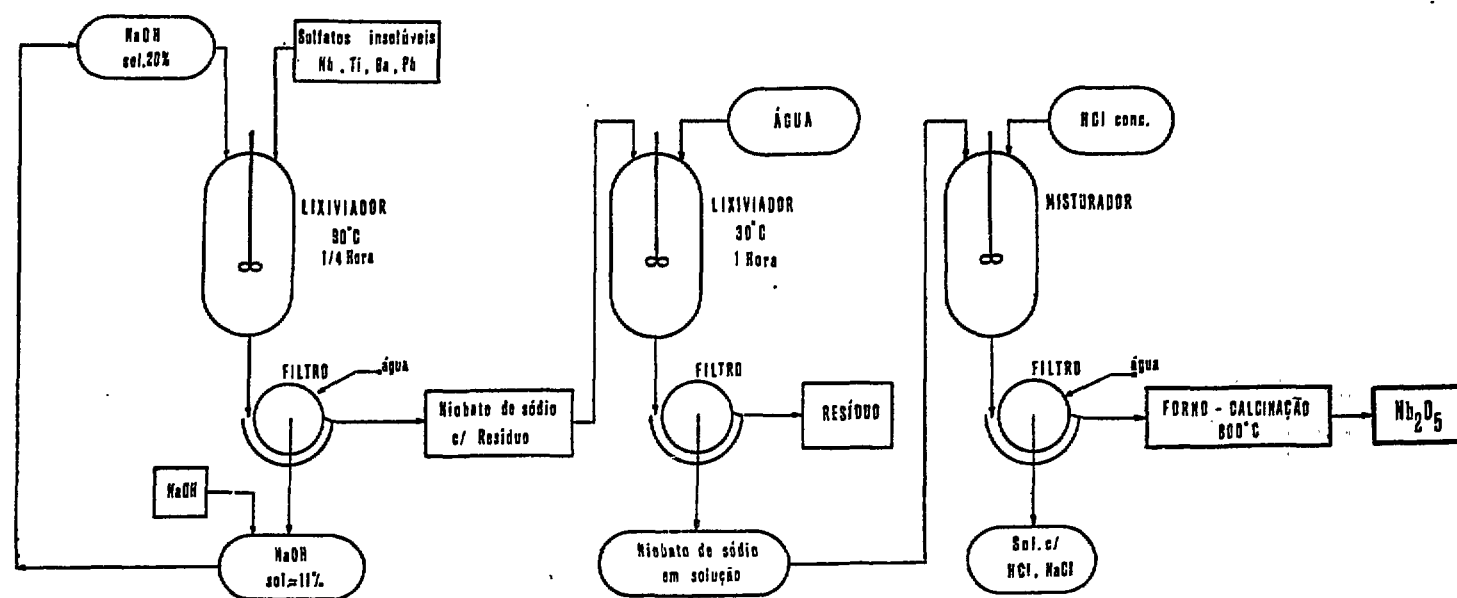 NaOH
sol.20%
Sulfatos insolúveis
Nb, Ti, Ba, Pb
LIXIVIADOR
90°C
1/4 Hora
FILTRO
água
Niobato de sódio
c/ Resíduo
NaOH
NaOH
sol≃11%
ÁGUA
LIXIVIADOR
30°C
1 Hora
FILTRO
RESÍDUO
Niobato de sódio
em solução
HCl conc.
MISTURADOR
FILTRO
água
FORNO - CALCINAÇÃO
800°C
Nb2O5
Sol. c/
HCl, NaCl